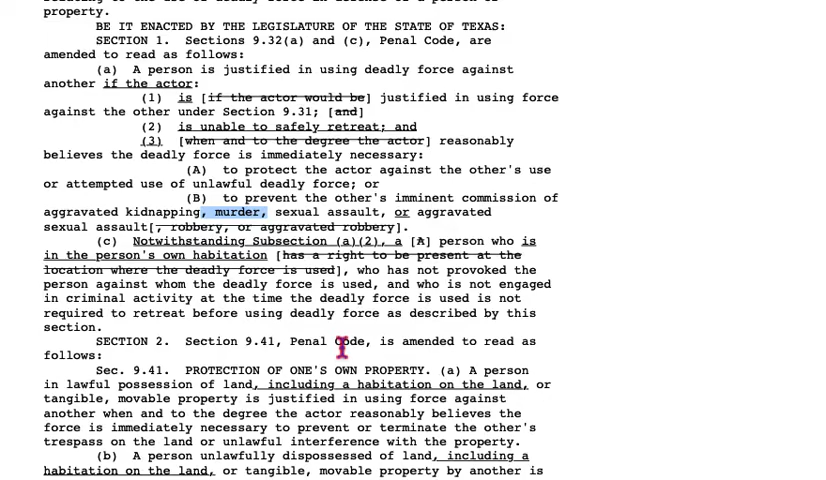 property.
BE IT ENACTED BY THE LEGISLATURE OF THE STATE OF TEXAS:
SECTION 1. Sections 9.32(a) and (c), Penal Code, are
amended to read as follows:
(a) A person is justified in using deadly force against
another if the actor:
(1) is [if the actor would be] justified in using force
against the other under Section 9.31; [and]
(2) is unable to safely retreat; and
(3) [when and to the degree the actor] reasonably
believes the deadly force is immediately necessary:
(A) to protect the actor against the other's use
or attempted use of unlawful deadly force; or
(B) to prevent the other's imminent commission of
aggravated kidnapping, murder, sexual assault, or aggravated
sexual assault[, robbery, or aggravated robbery].
(c) Notwithstanding Subsection (a)(2), a [A] person who is
in the person's own habitation [has a right to be present at the
location where the deadly force is used], who has not provoked the
person against whom the deadly force is used, and who is not engaged
in criminal activity at the time the deadly force is used is not
required to retreat before using deadly force as described by this
section.
SECTION 2. Section 9.41, Penal Code, is amended to read as
follows:
Sec. 9.41. PROTECTION OF ONE'S OWN PROPERTY. (a) A person
in lawful possession of land, including a habitation on the land, or
tangible, movable property is justified in using force against
another when and to the degree the actor reasonably believes the
force is immediately necessary to prevent or terminate the other's
trespass on the land or unlawful interference with the property.
(b) A person unlawfully dispossessed of land, including a
habitation on the land, or tangible, movable property by another is